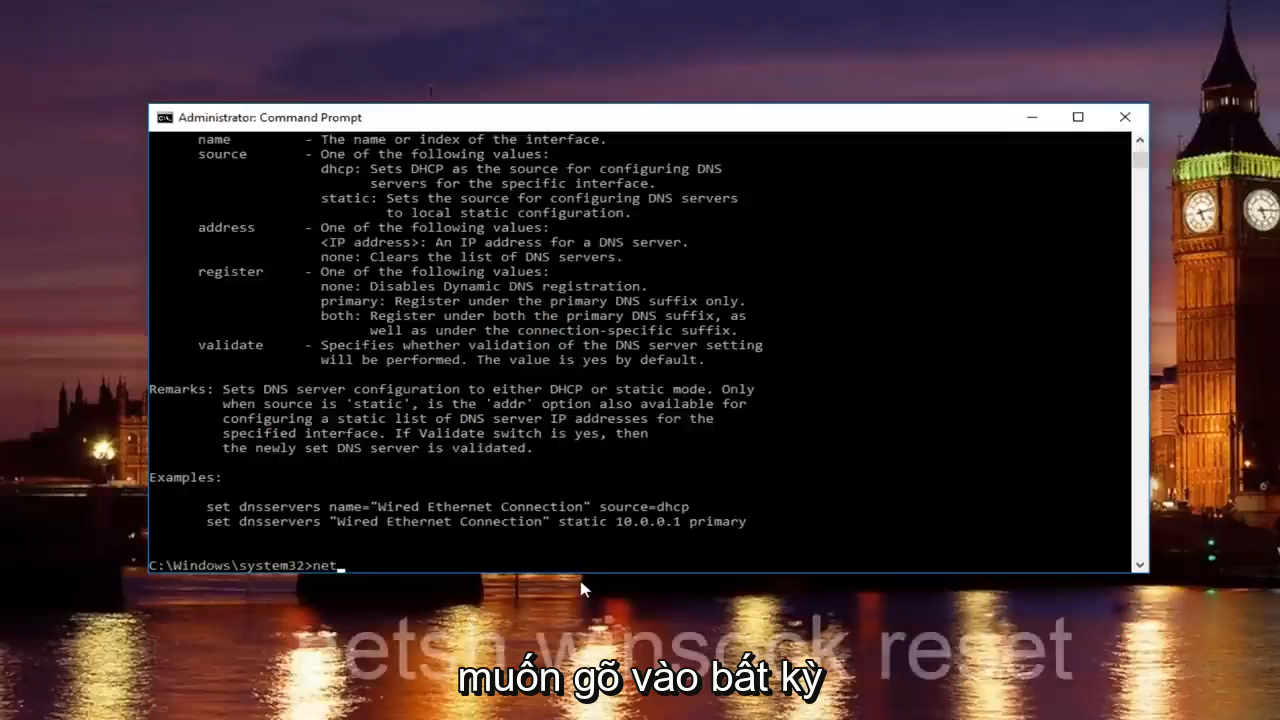 Administrator: Command Prompt
name - The name or index of the interface.
source - One of the following values:
dhcp: Sets DHCP as the source for configuring DNS
servers for the specific interface.
static: Sets the source for configuring DNS servers
to local static configuration.
address - One of the following values:
<IP address>: An IP address for a DNS server.
none: Clears the list of DNS servers.
register - One of the following values:
none: Disables Dynamic DNS registration.
primary: Register under the primary DNS suffix only.
both: Register under both the primary DNS suffix, as
well as under the connection-specific suffix.
validate - Specifies whether validation of the DNS server setting
will be performed. The value is yes by default.
Remarks: Sets DNS server configuration to either DHCP or static mode. Only
when source is 'static', is the 'addr' option also available for
configuring a static list of DNS server IP addresses for the
specified interface. If Validate switch is yes, then
the newly set DNS server is validated.
Examples:
set dnsservers name="Wired Ethernet Connection" source=dhcp
set dnsservers "Wired Ethernet Connection" static 10.0.0.1 primary
C:\Windows\system32>net_
netsh winsock reset
muốn gõ vào bất kỳ